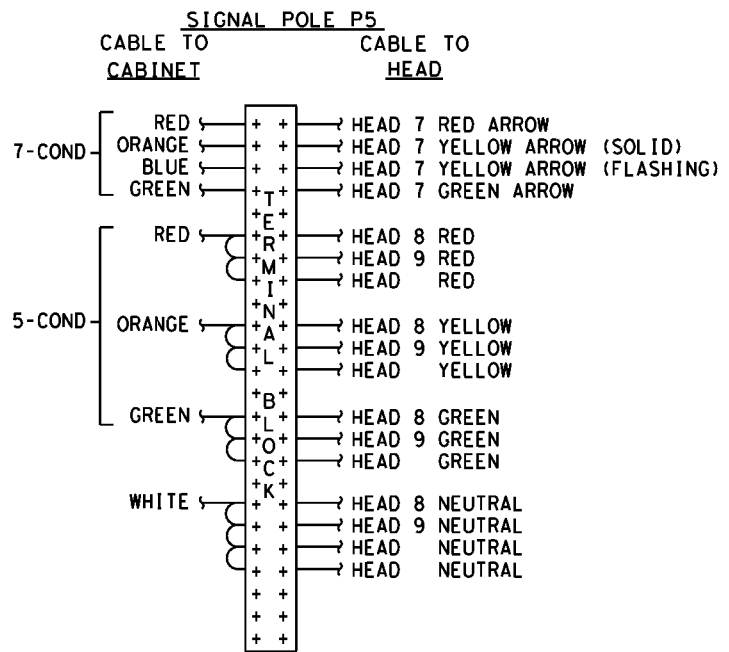 SIGNAL POLE P5
CABLE TO CABINET
CABLE TO HEAD
7-COND
RED HEAD 7 RED ARROW
ORANGE HEAD 7 YELLOW ARROW (SOLID)
BLUE HEAD 7 YELLOW ARROW (FLASHING)
GREEN HEAD 7 GREEN ARROW
5-COND
RED HEAD 8 RED
HEAD 9 RED
HEAD RED
ORANGE HEAD 8 YELLOW
HEAD 9 YELLOW
HEAD YELLOW
GREEN HEAD 8 GREEN
HEAD 9 GREEN
HEAD GREEN
WHITE HEAD 8 NEUTRAL
HEAD 9 NEUTRAL
HEAD NEUTRAL
HEAD NEUTRAL
TERMINAL BLOCK